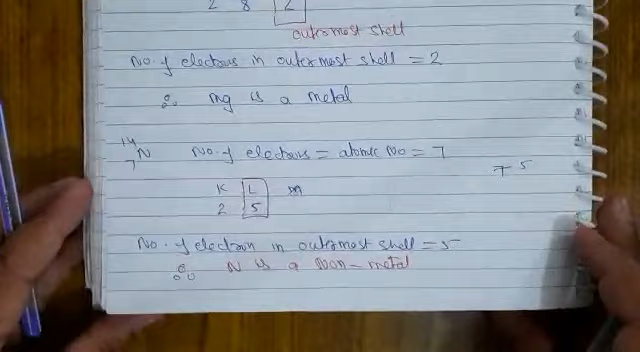 2 8 2
outermost shell
No. of electrons in outermost shell = 2
∴ mg is a metal
14 7 N No. of electrons = atomic No = 7
7 5
K L m
2 5
No. of electron in outermost shell = 5
∴ N is a Non-metal